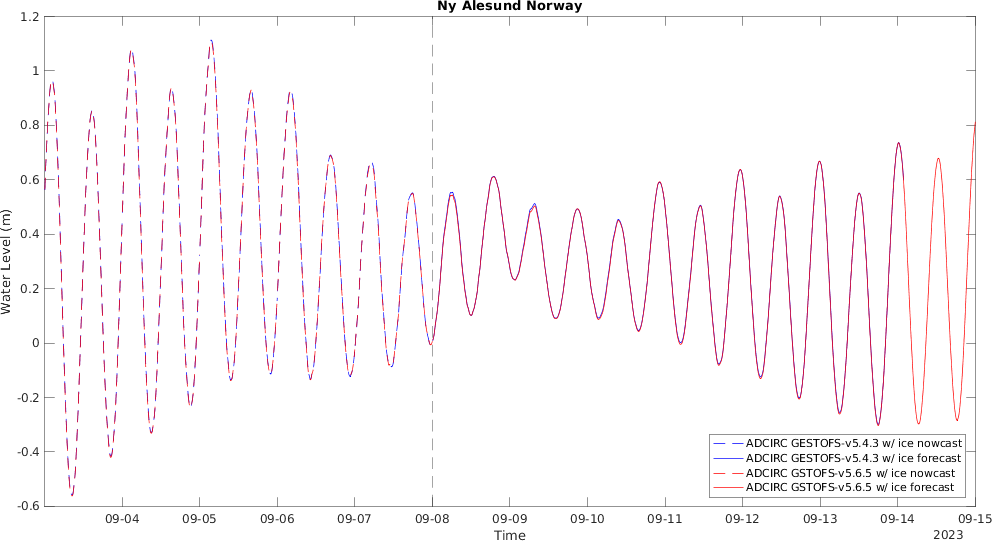 Ny Alesund Norway
1.2
1
0.8
0.6
0.4
0.2
0
-0.2
-0.4
-0.6
Water Level (m)
ADCIRC GESTOFS-v5.4.3 w/ ice nowcast
ADCIRC GESTOFS-v5.4.3 w/ ice forecast
ADCIRC GSTOFS-v5.6.5 w/ ice nowcast
ADCIRC GSTOFS-v5.6.5 w/ ice forecast
09-04 09-05 09-06 09-07 09-08 09-09 09-10 09-11 09-12 09-13 09-14 09-15
Time
2023